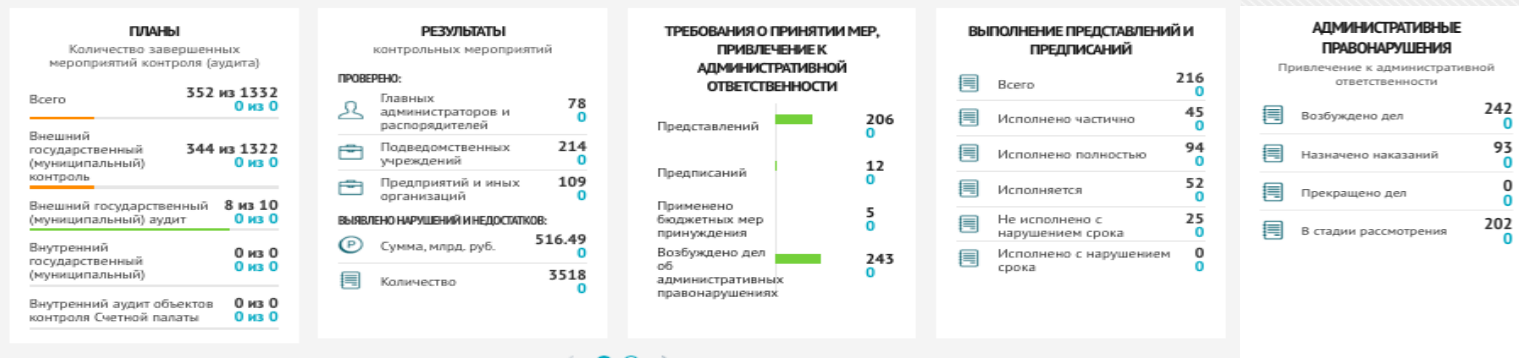 ПЛАНЫ
Количество завершенных
мероприятий контроля (аудита)
Всего
352 из 1332
0 из 0
Внешний
государственный
(муниципальный)
контроль
344 из 1322
0 из 0
Внешний государственный
(муниципальный) аудит
8 из 10
0 из 0
Внутренний
государственный
(муниципальный)
0 из 0
0 из 0
Внутренний аудит объектов
контроля Счетной палаты
0 из 0
0 из 0
РЕЗУЛЬТАТЫ
контрольных мероприятий
ПРОВЕРЕНО:
Главных
администраторов и
распорядителей
78
0
Подведомственных
учреждений
214
0
Предприятий и иных
организаций
109
0
ВЫЯВЛЕНО НАРУШЕНИЙ И НЕДОСТАТКОВ:
Сумма, млрд. руб.
516.49
0
Количество
3518
0
ТРЕБОВАНИЯ О ПРИНЯТИИ МЕР,
ПРИВЛЕЧЕНИЕ К
АДМИНИСТРАТИВНОЙ
ОТВЕТСТВЕННОСТИ
Представлений
206
0
Предписаний
12
0
Применено
бюджетных мер
принуждения
5
0
Возбуждено дел
об
административных
правонарушениях
243
0
ВЫПОЛНЕНИЕ ПРЕДСТАВЛЕНИЙ И
ПРЕДПИСАНИЙ
Всего
216
0
Исполнено частично
45
0
Исполнено полностью
94
0
Исполняется
52
0
Не исполнено с
нарушением срока
25
0
Исполнено с нарушением
срока
0
0
АДМИНИСТРАТИВНЫЕ
ПРАВОНАРУШЕНИЯ
Привлечение к административной
ответственности
Возбуждено дел
242
0
Назначено наказаний
93
0
Прекращено дел
0
0
В стадии рассмотрения
202
0